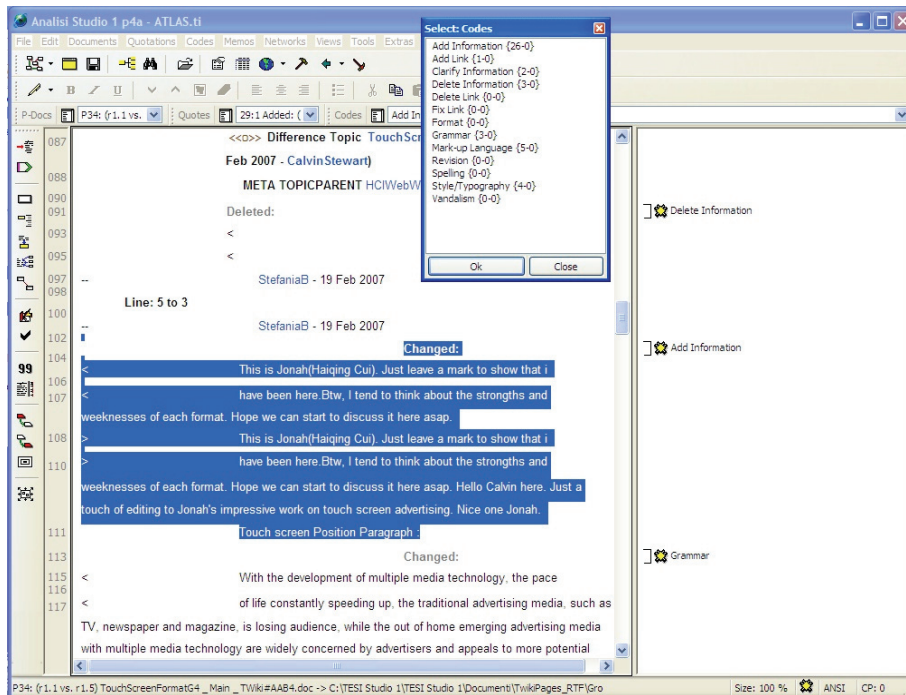 Analisi Studio 1 p4a - ATLAS.ti
File Edit Documents Quotations Codes Memos Networks Views Tools Extras
B I U
P-Docs P34: (r1.1 vs. Quotes 29:1 Added: ( Codes Add In
Select: Codes
Add Information {26-0}
Add Link {1-0}
Clarify Information {2-0}
Delete Information {3-0}
Delete Link {0-0}
Fix Link {0-0}
Format {0-0}
Grammar {3-0}
Mark-up Language {5-0}
Revision {0-0}
Spelling {0-0}
Style/Typography {4-0}
Vandalism {0-0}
Ok Close
087 <<o>> Difference Topic TouchScr
Feb 2007 - CalvinStewart)
088
META TOPICPARENT HCIWebW
090
091 Deleted: Delete Information
093 <
095 <
097 -- StefaniaB - 19 Feb 2007
098
Line: 5 to 3
100
-- StefaniaB - 19 Feb 2007
102
Changed: Add Information
104
< This is Jonah(Haiqing Cui). Just leave a mark to show that i
106
107 < have been here.Btw, I tend to think about the strengths and
weeknesses of each format. Hope we can start to discuss it here asap.
108 > This is Jonah(Haiqing Cui). Just leave a mark to show that i
110 > have been here.Btw, I tend to think about the strongths and
weeknesses of each format. Hope we can start to discuss it here asap. Hello Calvin here. Just a
touch of editing to Jonah's impressive work on touch screen advertising. Nice one Jonah.
111 Touch screen Position Paragraph :
113 Changed: Grammar
115 < With the development of multiple media technology, the pace
116
117 < of life constantly speeding up, the traditional advertising media, such as
TV, newspaper and magazine, is losing audience, while the out of home emerging advertising media
with multiple media technology are widely concerned by advertisers and appeals to more potential
99
P34: (r1.1 vs. r1.5) TouchScreenFormatG4 _ Main _ TWiki#AAB4.doc -> C:\TESI Studio 1\TESI Studio 1\Documenti\TwikiPages_RTF\Gro Size: 100 % ANSI CP: 0